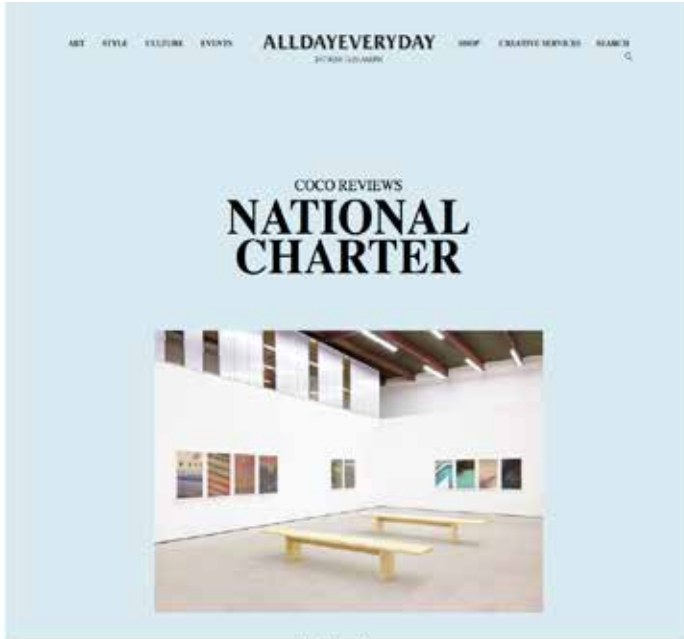 ART STYLE CULTURE EVENTS ALLDAYEVERYDAY SHOP CREATIVE SERVICES SEARCH
COCO REVIEWS
NATIONAL
CHARTER